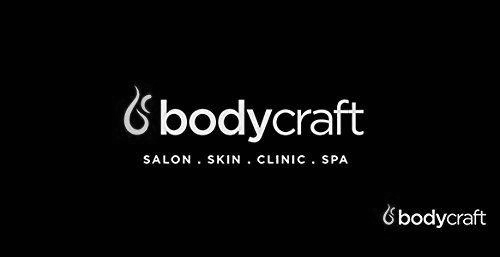 bodycraft
SALON . SKIN . CLINIC . SPA
bodycraft